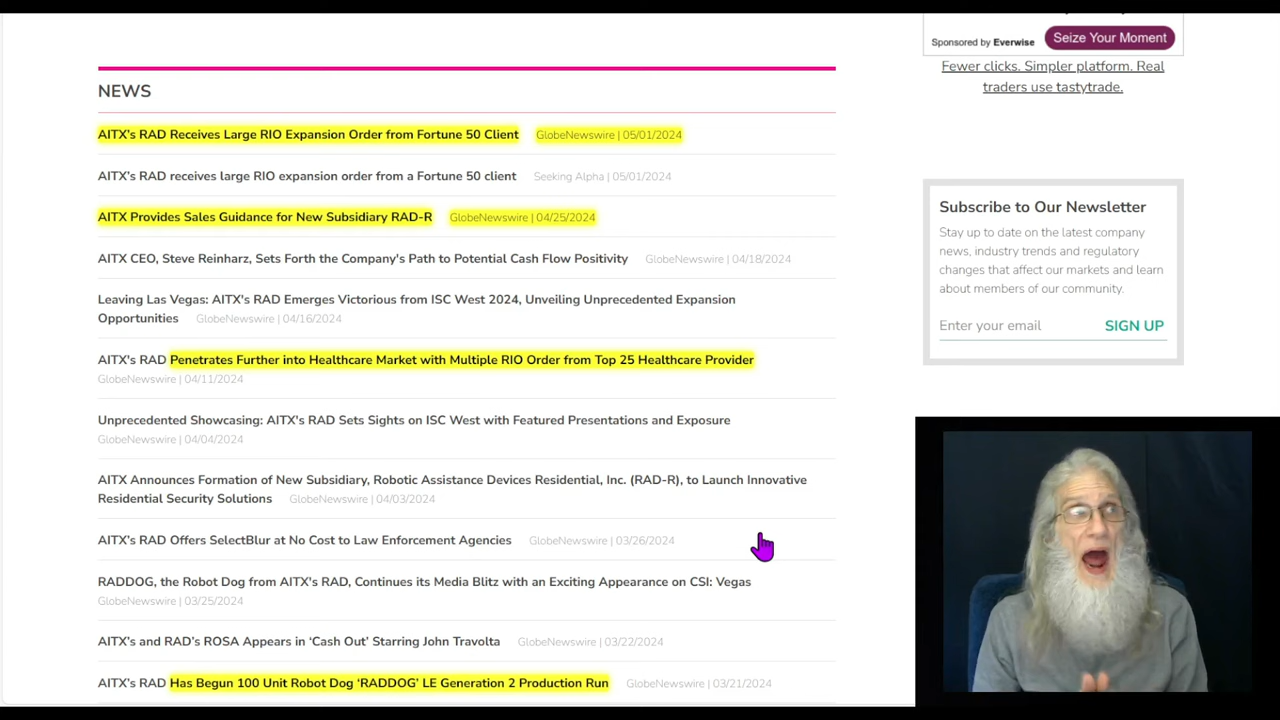 Sponsored by Everwise
Seize Your Moment
Fewer clicks. Simpler platform. Real
traders use tastytrade.
NEWS
AITX's RAD Receives Large RIO Expansion Order from Fortune 50 Client GlobeNewswire | 05/01/2024
AITX's RAD receives large RIO expansion order from a Fortune 50 client Seeking Alpha | 05/01/2024
AITX Provides Sales Guidance for New Subsidiary RAD-R GlobeNewswire | 04/25/2024
AITX CEO, Steve Reinharz, Sets Forth the Company's Path to Potential Cash Flow Positivity GlobeNewswire | 04/18/2024
Leaving Las Vegas: AITX's RAD Emerges Victorious from ISC West 2024, Unveiling Unprecedented Expansion
Opportunities GlobeNewswire | 04/16/2024
AITX's RAD Penetrates Further into Healthcare Market with Multiple RIO Order from Top 25 Healthcare Provider
GlobeNewswire | 04/11/2024
Unprecedented Showcasing: AITX's RAD Sets Sights on ISC West with Featured Presentations and Exposure
GlobeNewswire | 04/04/2024
AITX Announces Formation of New Subsidiary, Robotic Assistance Devices Residential, Inc. (RAD-R), to Launch Innovative
Residential Security Solutions GlobeNewswire | 04/03/2024
AITX's RAD Offers SelectBlur at No Cost to Law Enforcement Agencies GlobeNewswire | 03/26/2024
RADDOG, the Robot Dog from AITX's RAD, Continues its Media Blitz with an Exciting Appearance on CSI: Vegas
GlobeNewswire | 03/25/2024
AITX's and RAD's ROSA Appears in ‘Cash Out’ Starring John Travolta GlobeNewswire | 03/22/2024
AITX's RAD Has Begun 100 Unit Robot Dog ‘RADDOG’ LE Generation 2 Production Run GlobeNewswire | 03/21/2024
Subscribe to Our Newsletter
Stay up to date on the latest company
news, industry trends and regulatory
changes that affect our markets and learn
about members of our community.
Enter your email SIGN UP